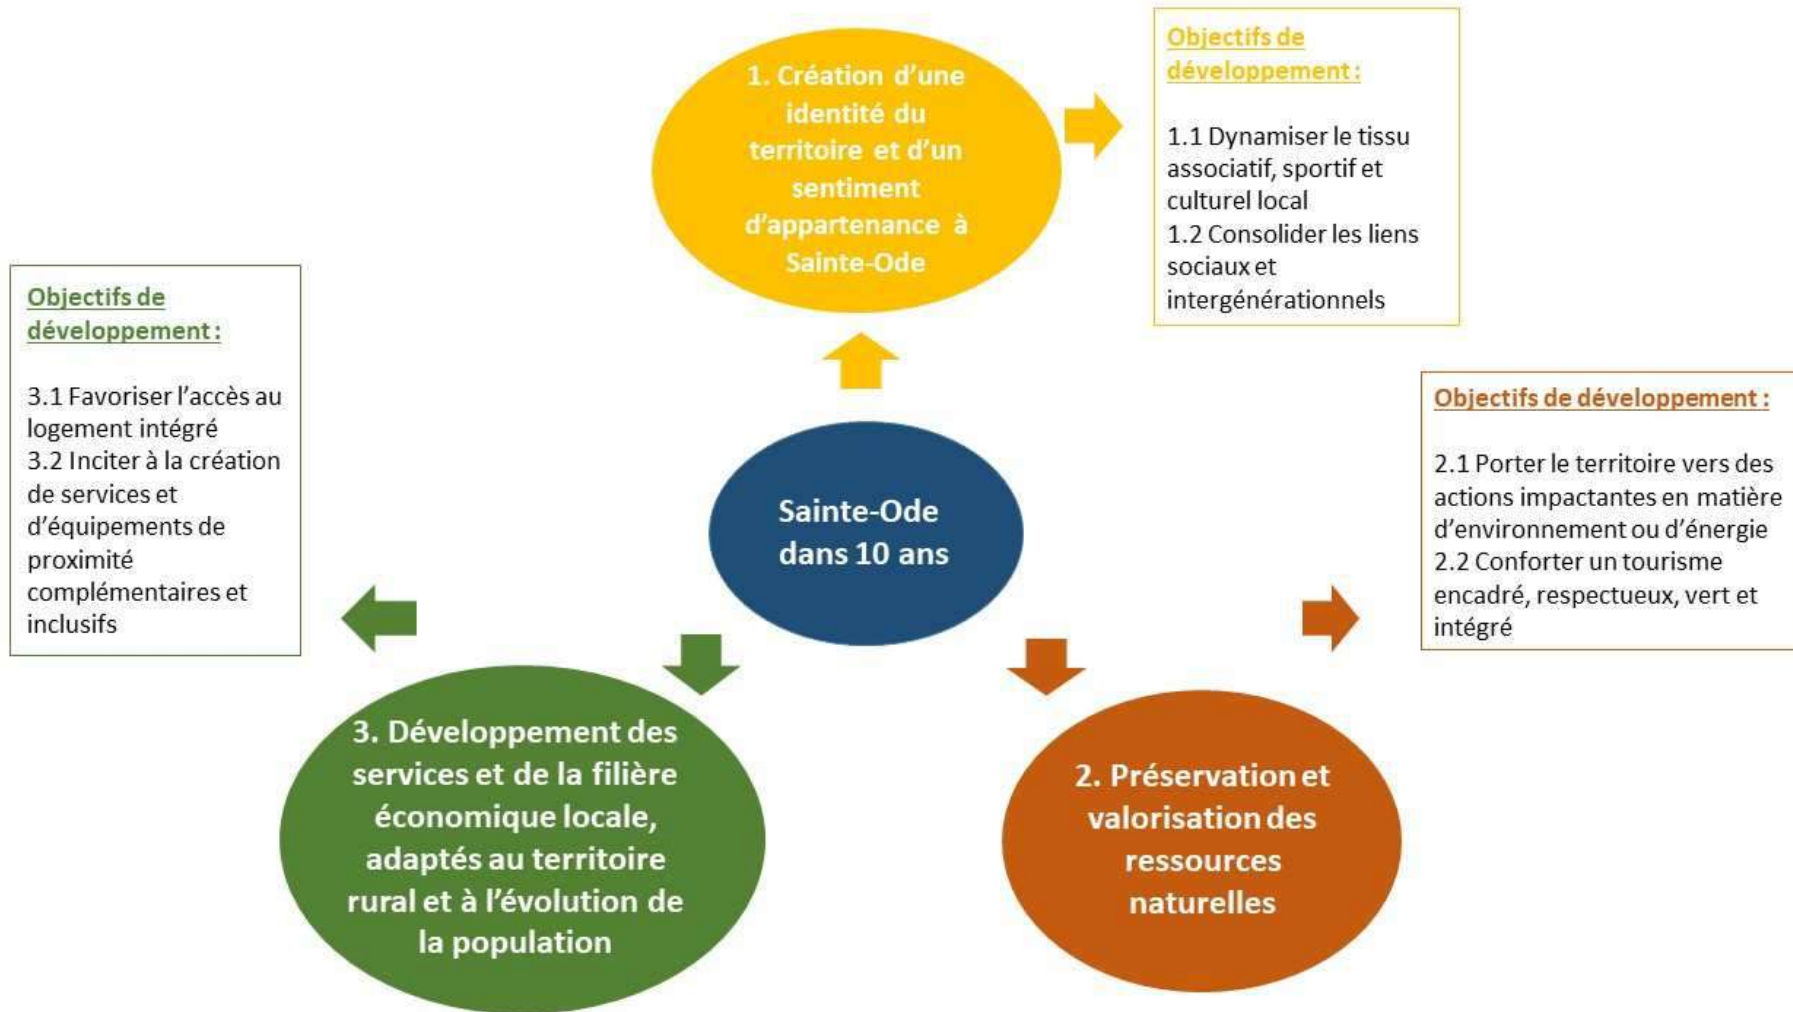 1. Création d'une
identité du
territoire et d'un
sentiment
d'appartenance à
Sainte-Ode
Objectifs de
développement :
1.1 Dynamiser le tissu
associatif, sportif et
culturel local
1.2 Consolider les liens
sociaux et
intergénérationnels
Sainte-Ode
dans 10 ans
Objectifs de développement :
2.1 Porter le territoire vers des
actions impactantes en matière
d'environnement ou d'énergie
2.2 Conforter un tourisme
encadré, respectueux, vert et
intégré
2. Préservation et
valorisation des
ressources
naturelles
Objectifs de
développement :
3.1 Favoriser l'accès au
logement intégré
3.2 Inciter à la création
de services et
d'équipements de
proximité
complémentaires et
inclusifs
3. Développement des
services et de la filière
économique locale,
adaptés au territoire
rural et à l'évolution de
la population